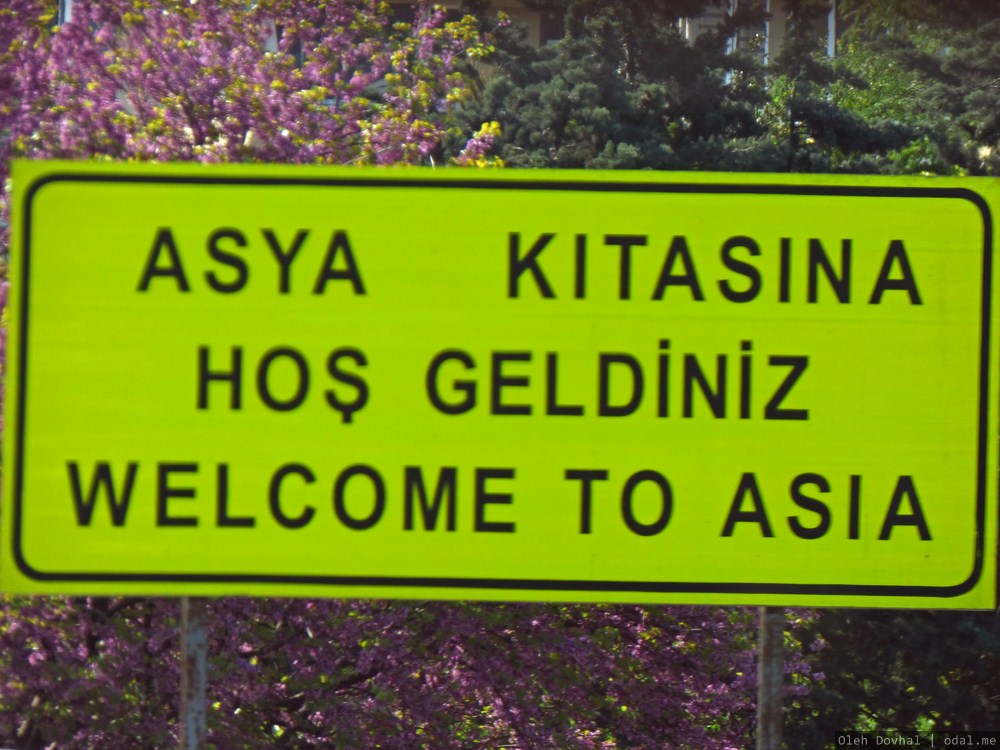 ASYA KITASINA
HOŞ GELDİNİZ
WELCOME TO ASIA
Oleh Dovhal | odal.me